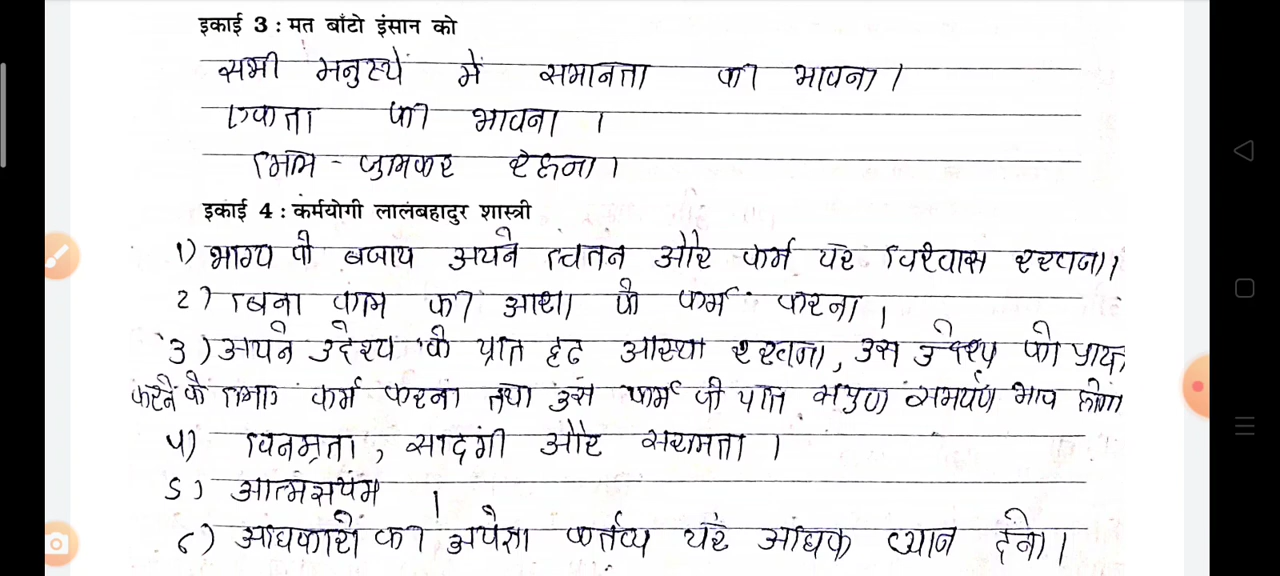 इकाई 3 : मत बाँटो इंसान को
सभी मनुष्यें में समानता की भावना।
एकता की भावना ।
मिल - जुलकर रहना।
इकाई 4 : कर्मयोगी लालबहादुर शास्त्री
1) भाग्य के बजाय अपने चिंतन और कर्म पर विश्वास रखना।
2) बिना काम की आशा के कर्म करना ।
3) अपने उद्देश्य के प्रति दृढ आस्था रखना, उस उद्देश्य को प्राप्त
करने के लिए कर्म करना तथा उस कर्म के प्रति संपुर्ण समर्पण भाव होना
4) विनम्रता, सादगी और सरलता ।
5) आत्मसंयम ।
6) अधिकारों की अपेक्षा कर्तव्य पर अधिक ध्यान देना।